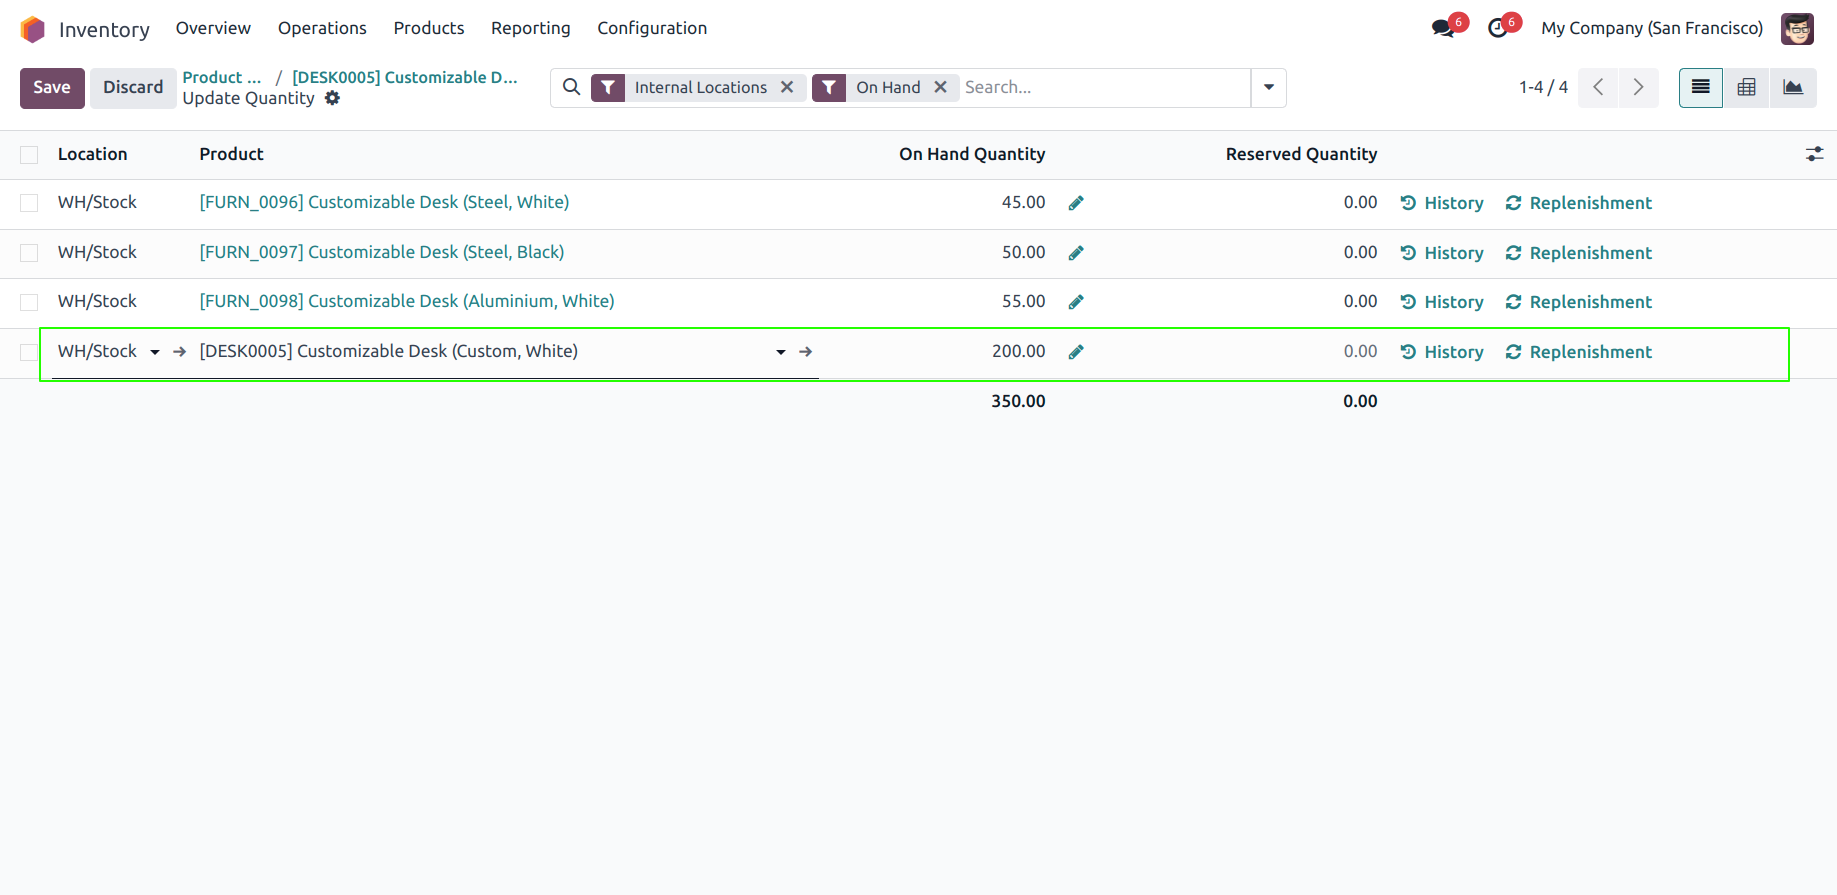 Inventory Overview Operations Products Reporting Configuration 6 6 My Company (San Francisco)
Save Discard Product ... / [DESK0005] Customizable D...
Update Quantity
Internal Locations On Hand Search... 1-4 / 4
Location Product On Hand Quantity Reserved Quantity
WH/Stock [FURN_0096] Customizable Desk (Steel, White) 45.00 0.00 History Replenishment
WH/Stock [FURN_0097] Customizable Desk (Steel, Black) 50.00 0.00 History Replenishment
WH/Stock [FURN_0098] Customizable Desk (Aluminium, White) 55.00 0.00 History Replenishment
WH/Stock [DESK0005] Customizable Desk (Custom, White) 200.00 0.00 History Replenishment
350.00 0.00